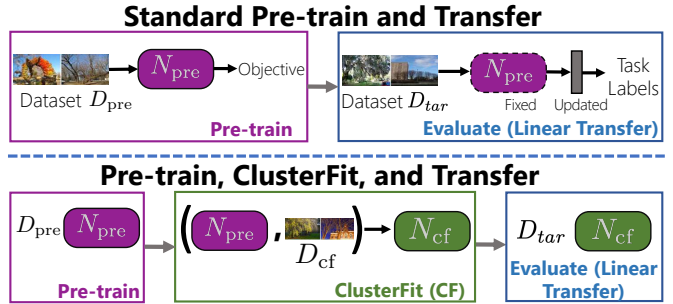 Standard Pre-train and Transfer
Dataset D_pre
N_pre
Objective
Pre-train
Dataset D_tar
N_pre
Fixed
Updated
Task
Labels
Evaluate (Linear Transfer)
Pre-train, ClusterFit, and Transfer
D_pre
N_pre
Pre-train
(N_pre, D_cf)
N_cf
ClusterFit (CF)
D_tar
N_cf
Evaluate (Linear
Transfer)